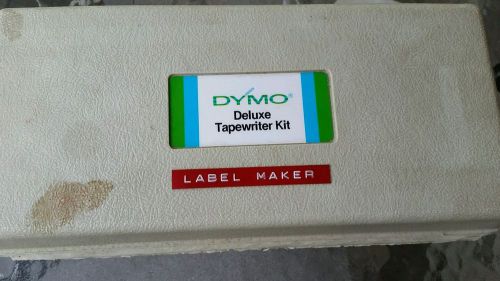 DYMO®
Deluxe
Tapewriter Kit
LABEL MAKER